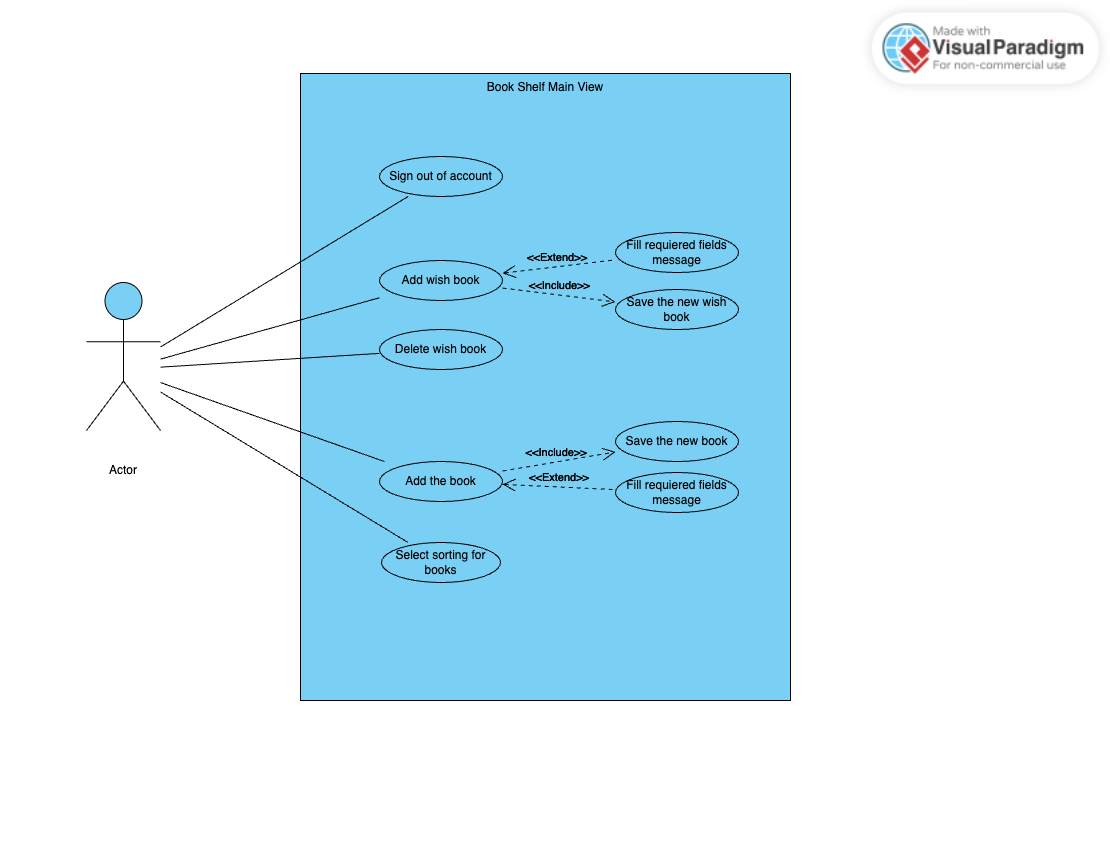 Made with
VisualParadigm
For non-commercial use
Book Shelf Main View
Sign out of account
Fill requiered fields
message
<<Extend>>
Add wish book
<<Include>>
Save the new wish
book
Delete wish book
Save the new book
<<Include>>
Add the book
<<Extend>>
Fill requiered fields
message
Actor
Select sorting for
books